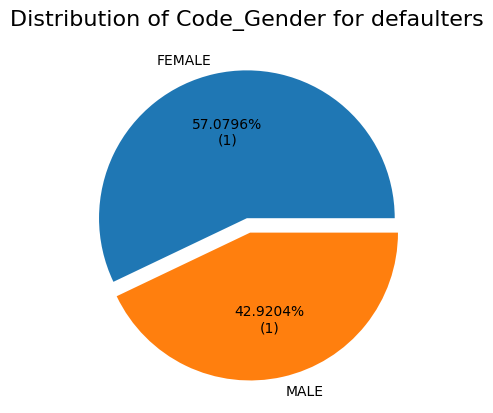 Distribution of Code_Gender for defaulters
FEMALE
57.0796%
(1)
42.9204%
(1)
MALE